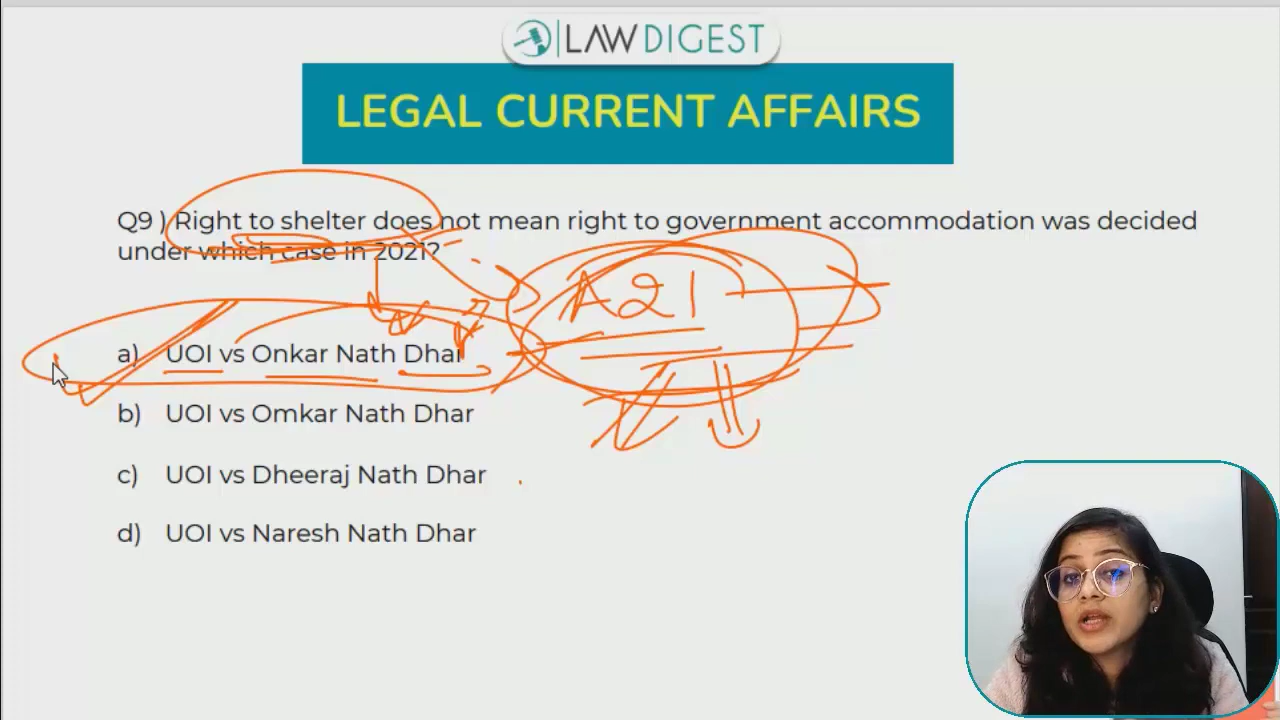 LAWDIGEST
LEGAL CURRENT AFFAIRS
Q9 ) Right to shelter does not mean right to government accommodation was decided
under which case in 2021?
A21
a) UOI vs Onkar Nath Dhar
b) UOI vs Omkar Nath Dhar
c) UOI vs Dheeraj Nath Dhar
d) UOI vs Naresh Nath Dhar